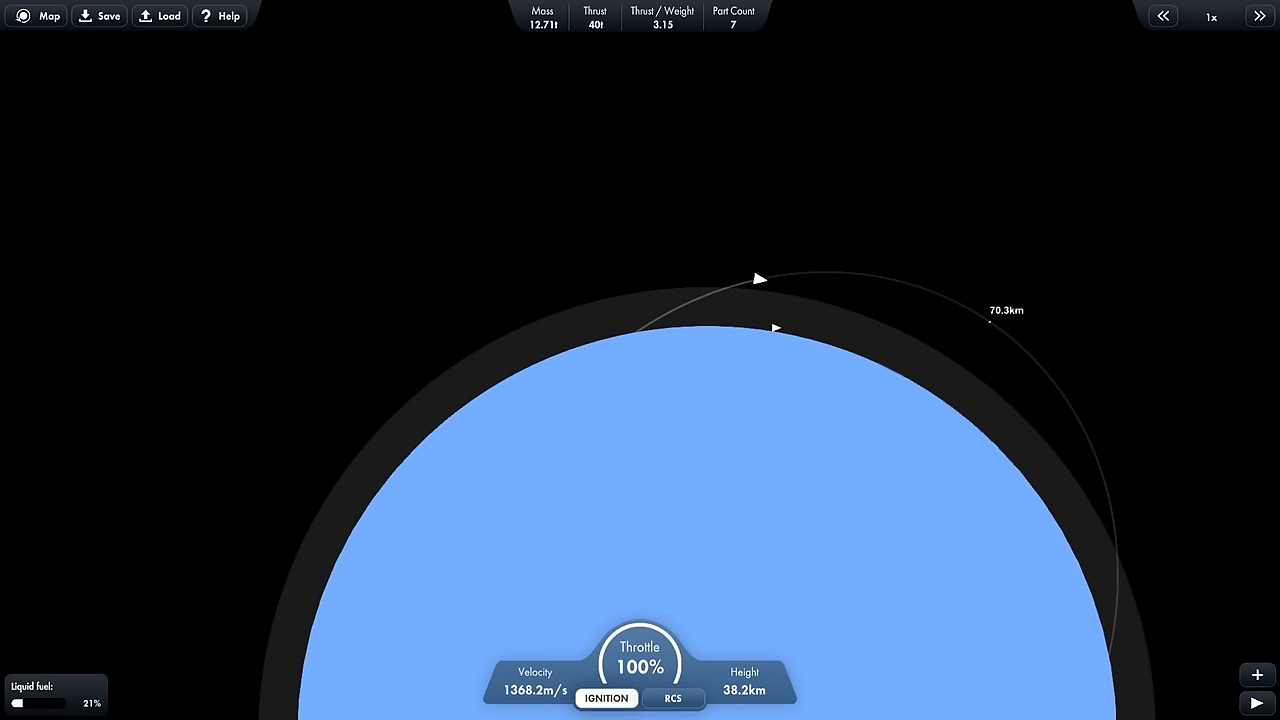 Map Save Load Help
Mass Thrust Thrust / Weight Part Count
12.71t 40t 3.15 7
1x
70.3km
Throttle
100%
Velocity Height
1368.2m/s 38.2km
IGNITION RCS
Liquid fuel:
21%